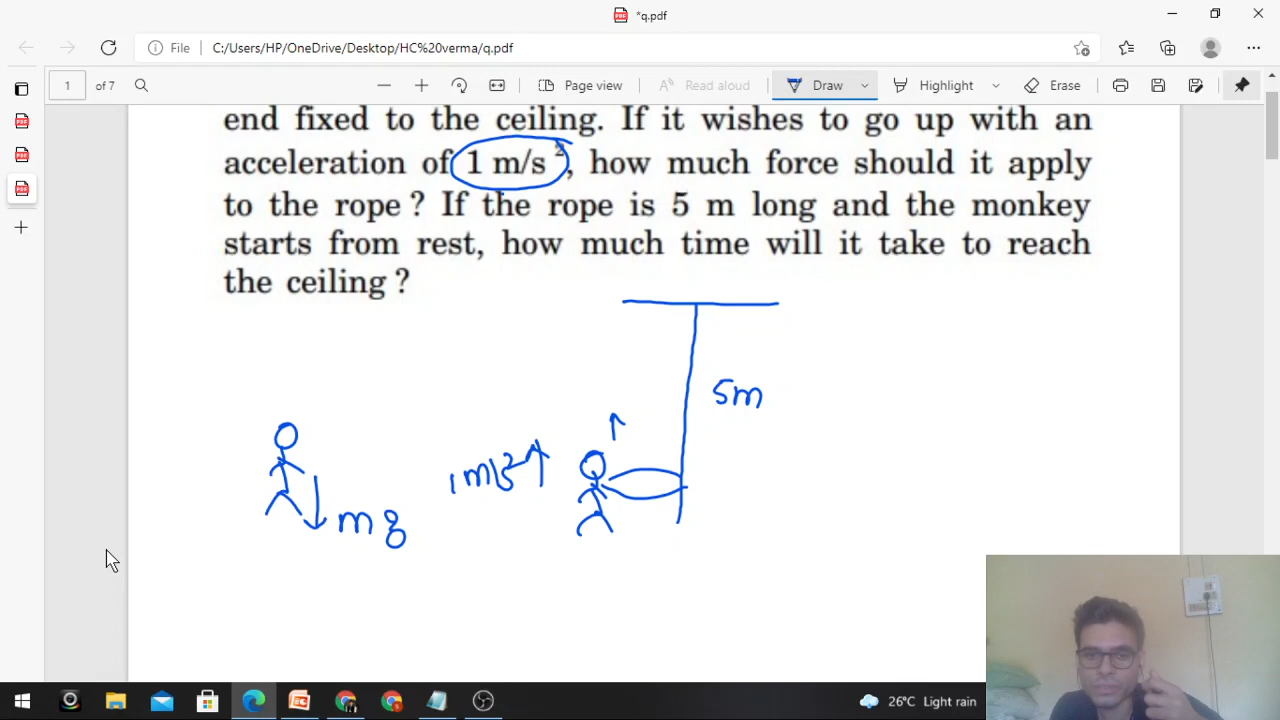 *q.pdf
File C:/Users/HP/OneDrive/Desktop/HC%20verma/q.pdf
1 of 7 Page view Read aloud Draw Highlight Erase
end fixed to the ceiling. If it wishes to go up with an
acceleration of 1 m/s², how much force should it apply
to the rope ? If the rope is 5 m long and the monkey
starts from rest, how much time will it take to reach
the ceiling ?
5m
1m/s²
mg
26°C Light rain